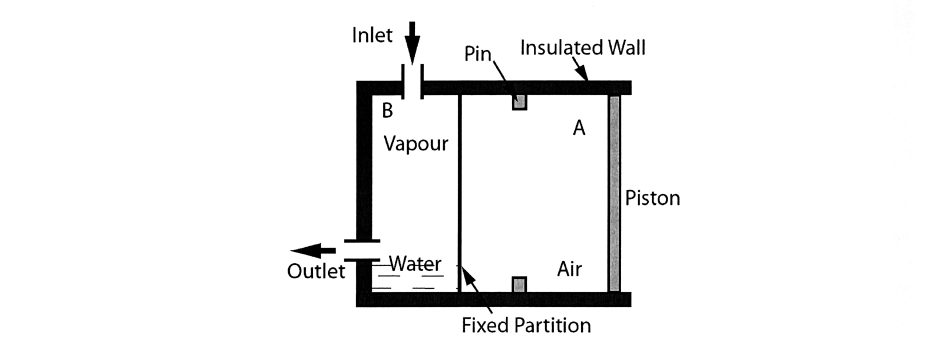 Inlet
Pin
Insulated Wall
B
A
Vapour
Piston
Water
Air
Outlet
Fixed Partition